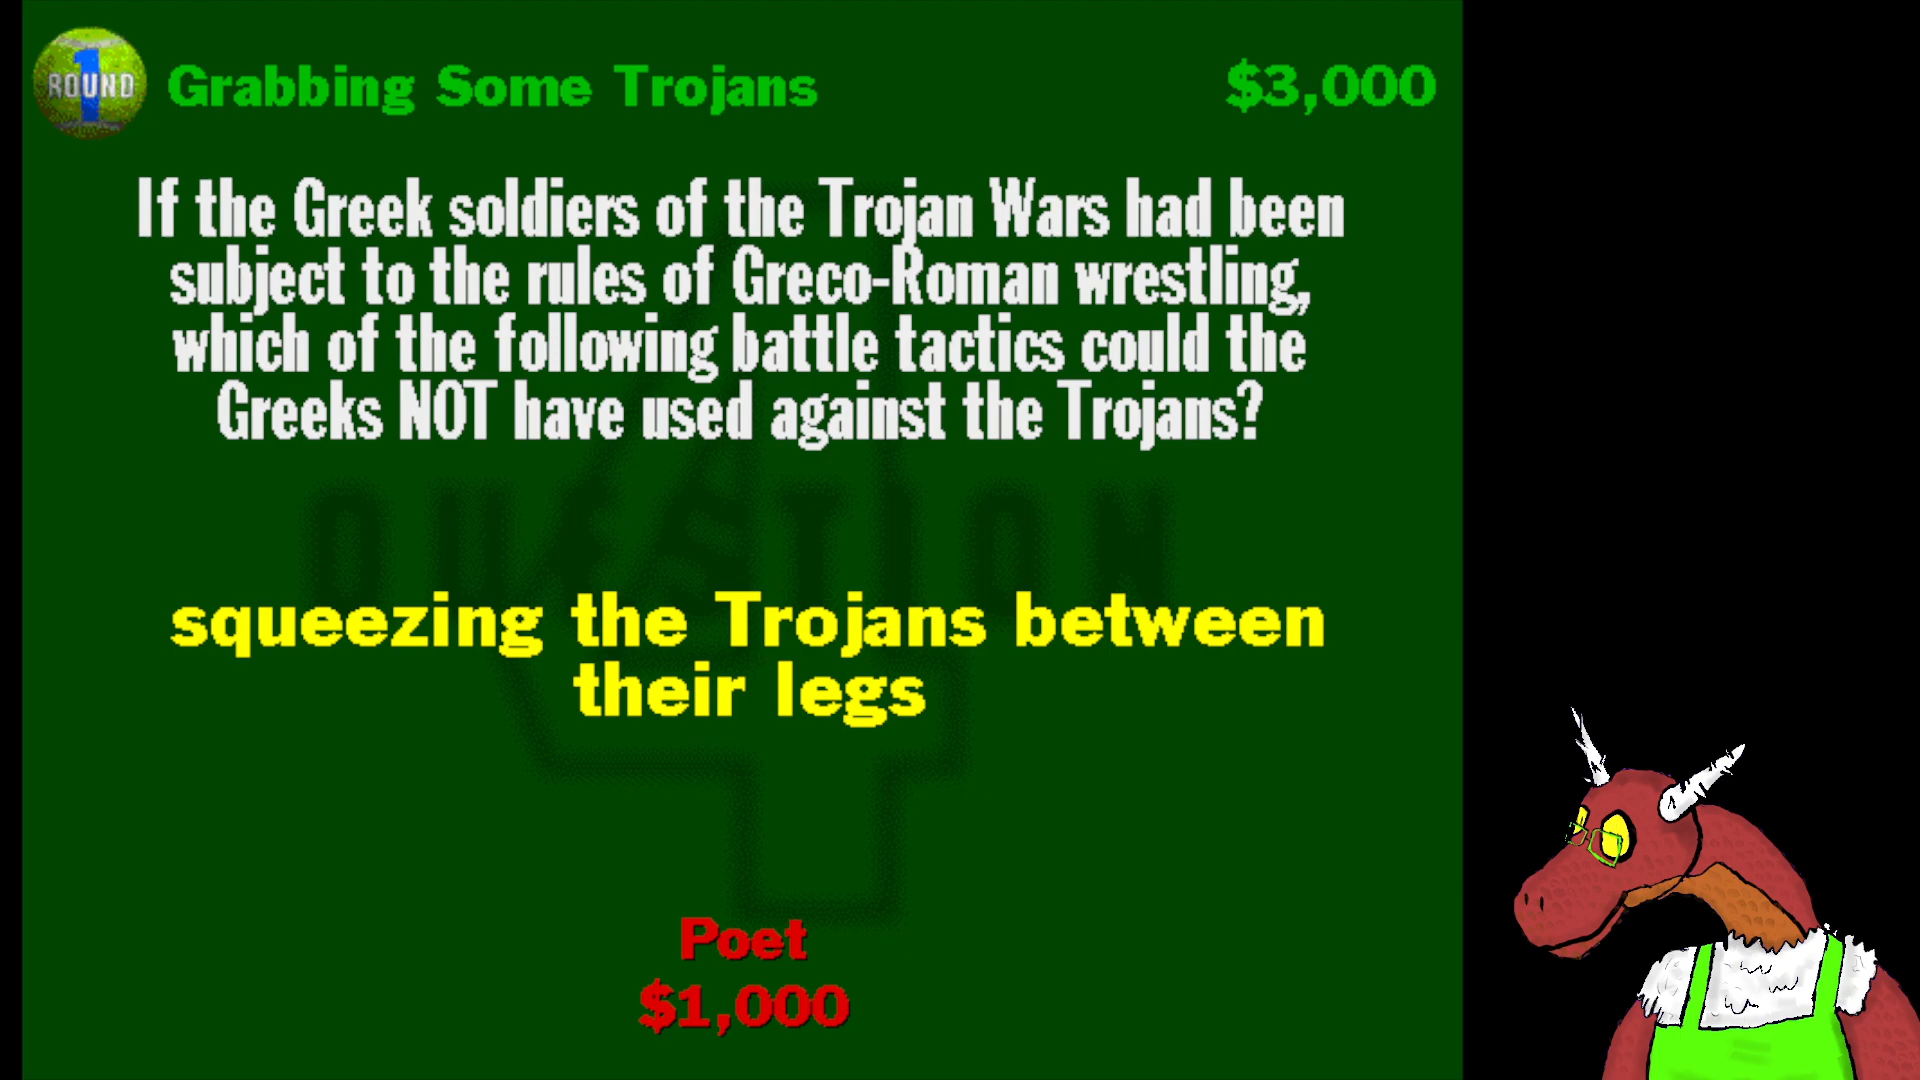 ROUND 1
Grabbing Some Trojans
$3,000
If the Greek soldiers of the Trojan Wars had been
subject to the rules of Greco-Roman wrestling,
which of the following battle tactics could the
Greeks NOT have used against the Trojans?
QUESTION
4
squeezing the Trojans between
their legs
Poet
$1,000